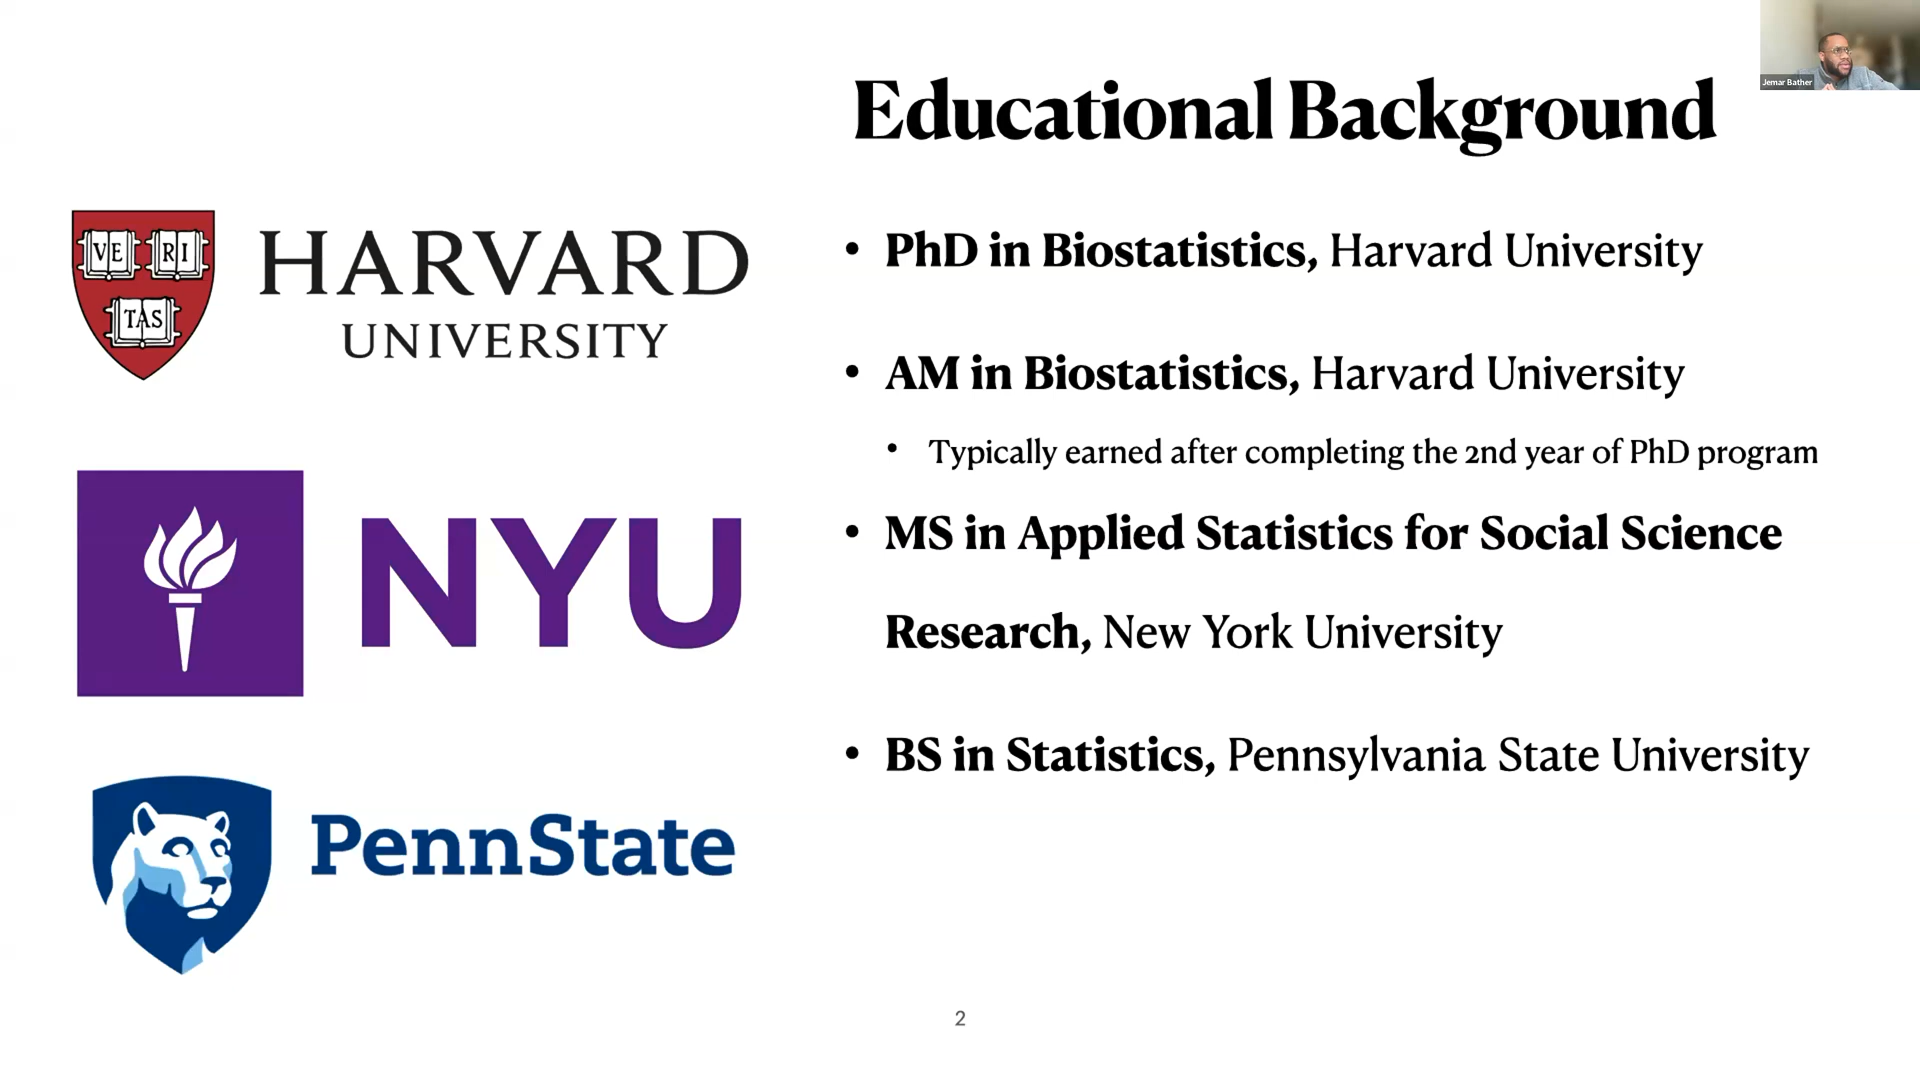 Educational Background
Jemar Bather
VE RI
TAS
HARVARD
UNIVERSITY
NYU
PennState
• PhD in Biostatistics, Harvard University
• AM in Biostatistics, Harvard University
• Typically earned after completing the 2nd year of PhD program
• MS in Applied Statistics for Social Science
Research, New York University
• BS in Statistics, Pennsylvania State University
2